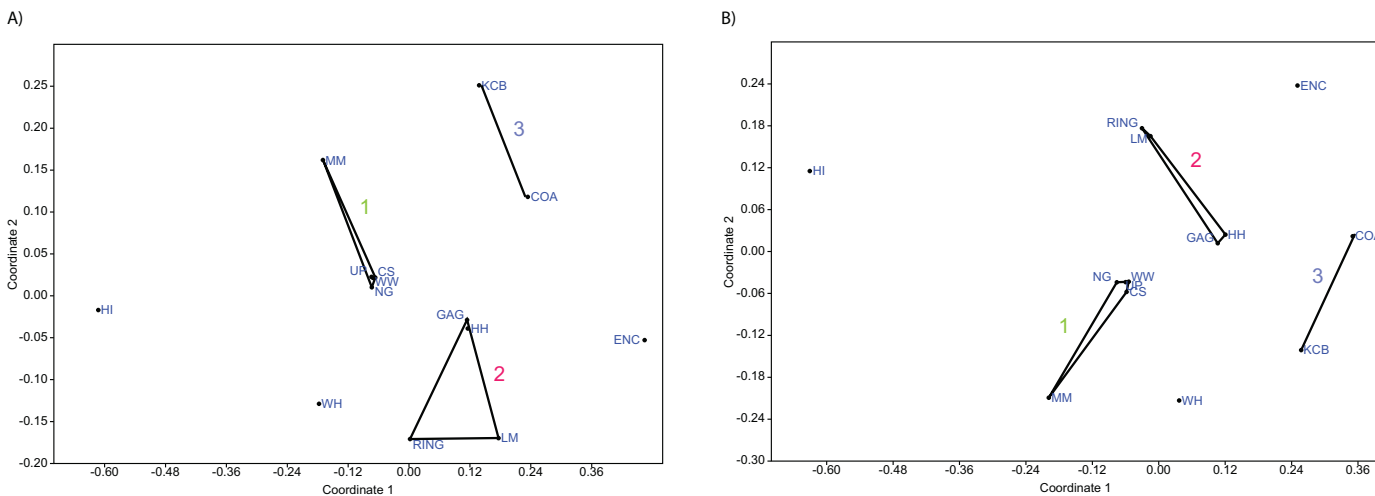 A)
0.25
0.20
0.15
0.10
0.05
0.00
-0.05
-0.10
-0.15
-0.20
Coordinate 2
KCB
3
MM
COA
1
UP
CS
WW
NG
HI
GAG
HH
ENC
2
WH
RING
LM
-0.60
-0.48
-0.36
-0.24
-0.12
0.00
0.12
0.24
0.36
Coordinate 1
B)
0.24
0.18
0.12
0.06
0.00
-0.06
-0.12
-0.18
-0.24
-0.30
Coordinate 2
ENC
RING
LM
2
HI
GAG
HH
COA
NG
WW
UP
CS
3
1
KCB
MM
WH
-0.60
-0.48
-0.36
-0.24
-0.12
0.00
0.12
0.24
0.36
Coordinate 1